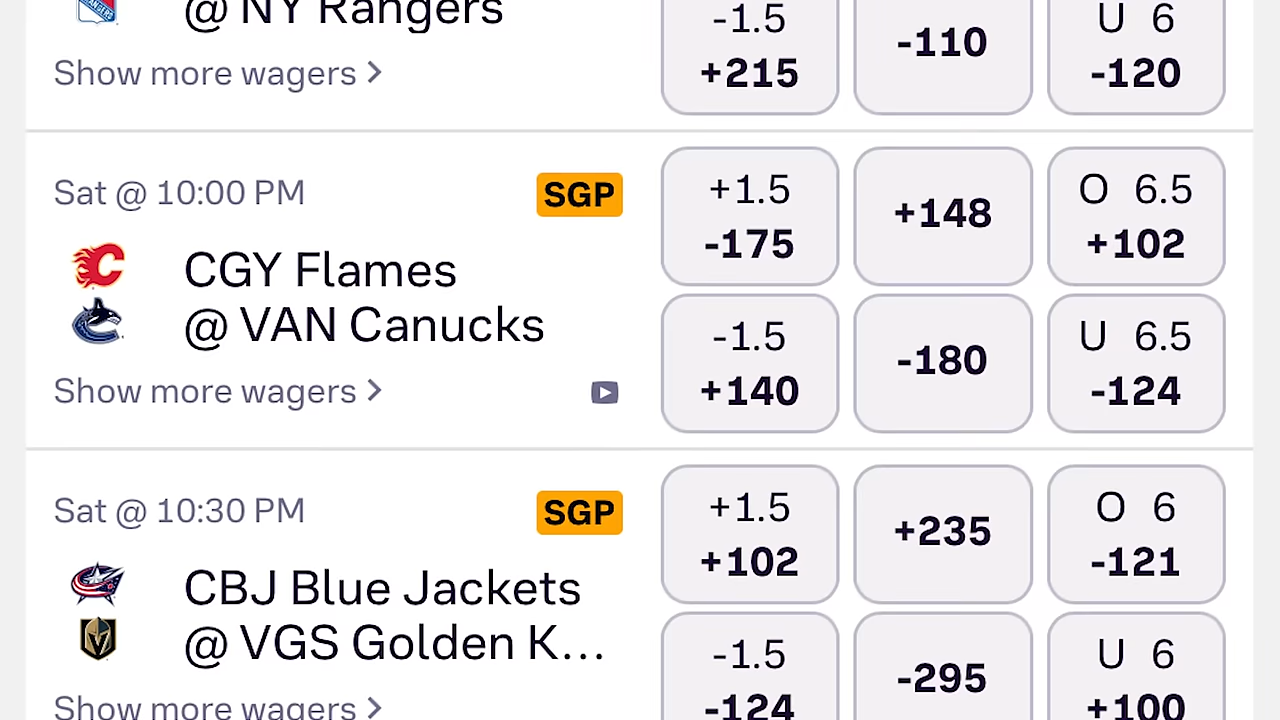 @ NY Rangers
Show more wagers >
-1.5
+215
-110
U 6
-120
Sat @ 10:00 PM
SGP
CGY Flames
@ VAN Canucks
Show more wagers >
+1.5
-175
+148
O 6.5
+102
-1.5
+140
-180
U 6.5
-124
Sat @ 10:30 PM
SGP
CBJ Blue Jackets
@ VGS Golden K...
Show more wagers >
+1.5
+102
+235
O 6
-121
-1.5
-124
-295
U 6
+100